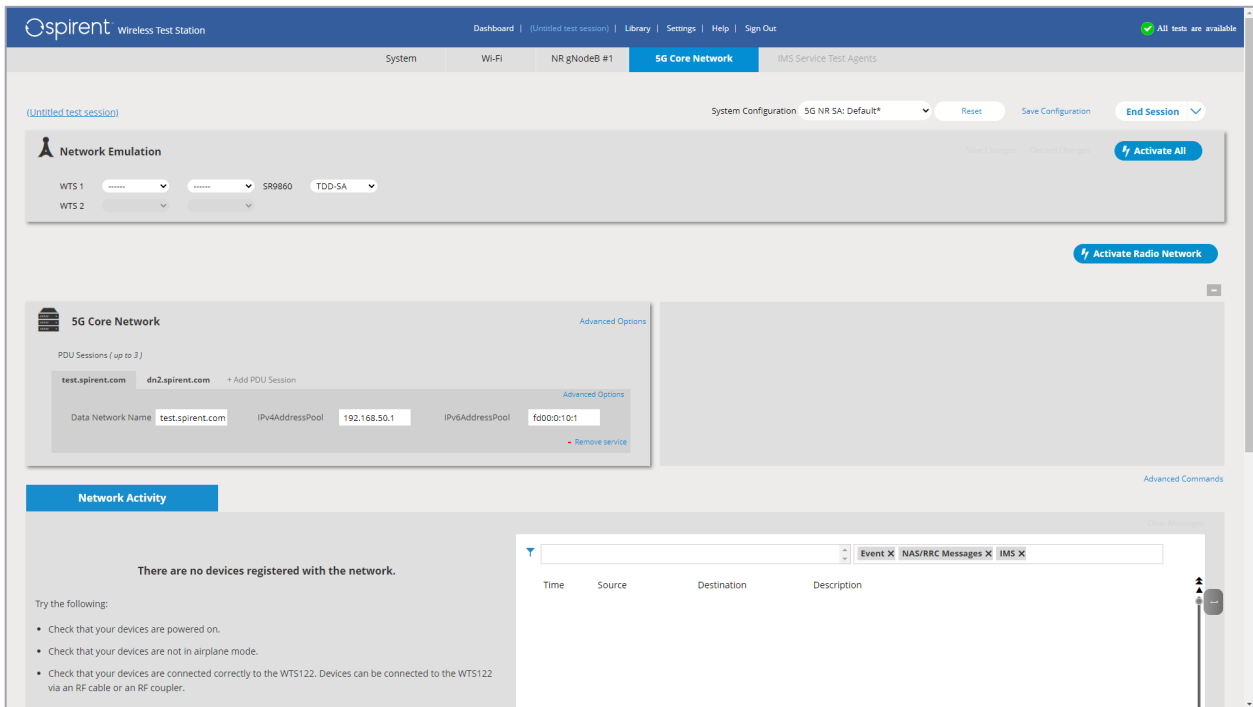 spirent Wireless Test Station
Dashboard | (Untitled test session) | Library | Settings | Help | Sign Out
All tests are available
System Wi-Fi NR gNodeB #1 5G Core Network IMS Service Test Agents
(Untitled test session)
System Configuration 5G NR SA: Default* Reset Save Configuration End Session
Network Emulation
Save Changes Discard Changes
Activate All
WTS 1 ------ ------ SR9860 TDD-SA
WTS 2
Activate Radio Network
5G Core Network
Advanced Options
PDU Sessions ( up to 3 )
test.spirent.com dn2.spirent.com + Add PDU Session
Advanced Options
Data Network Name test.spirent.com IPv4AddressPool 192.168.50.1 IPv6AddressPool fd00:0:10:1
- Remove service
Advanced Commands
Network Activity
Clear Messages
Event X NAS/RRC Messages X IMS X
There are no devices registered with the network.
Time Source Destination Description
Try the following:
• Check that your devices are powered on.
• Check that your devices are not in airplane mode.
• Check that your devices are connected correctly to the WTS122. Devices can be connected to the WTS122
via an RF cable or an RF coupler.